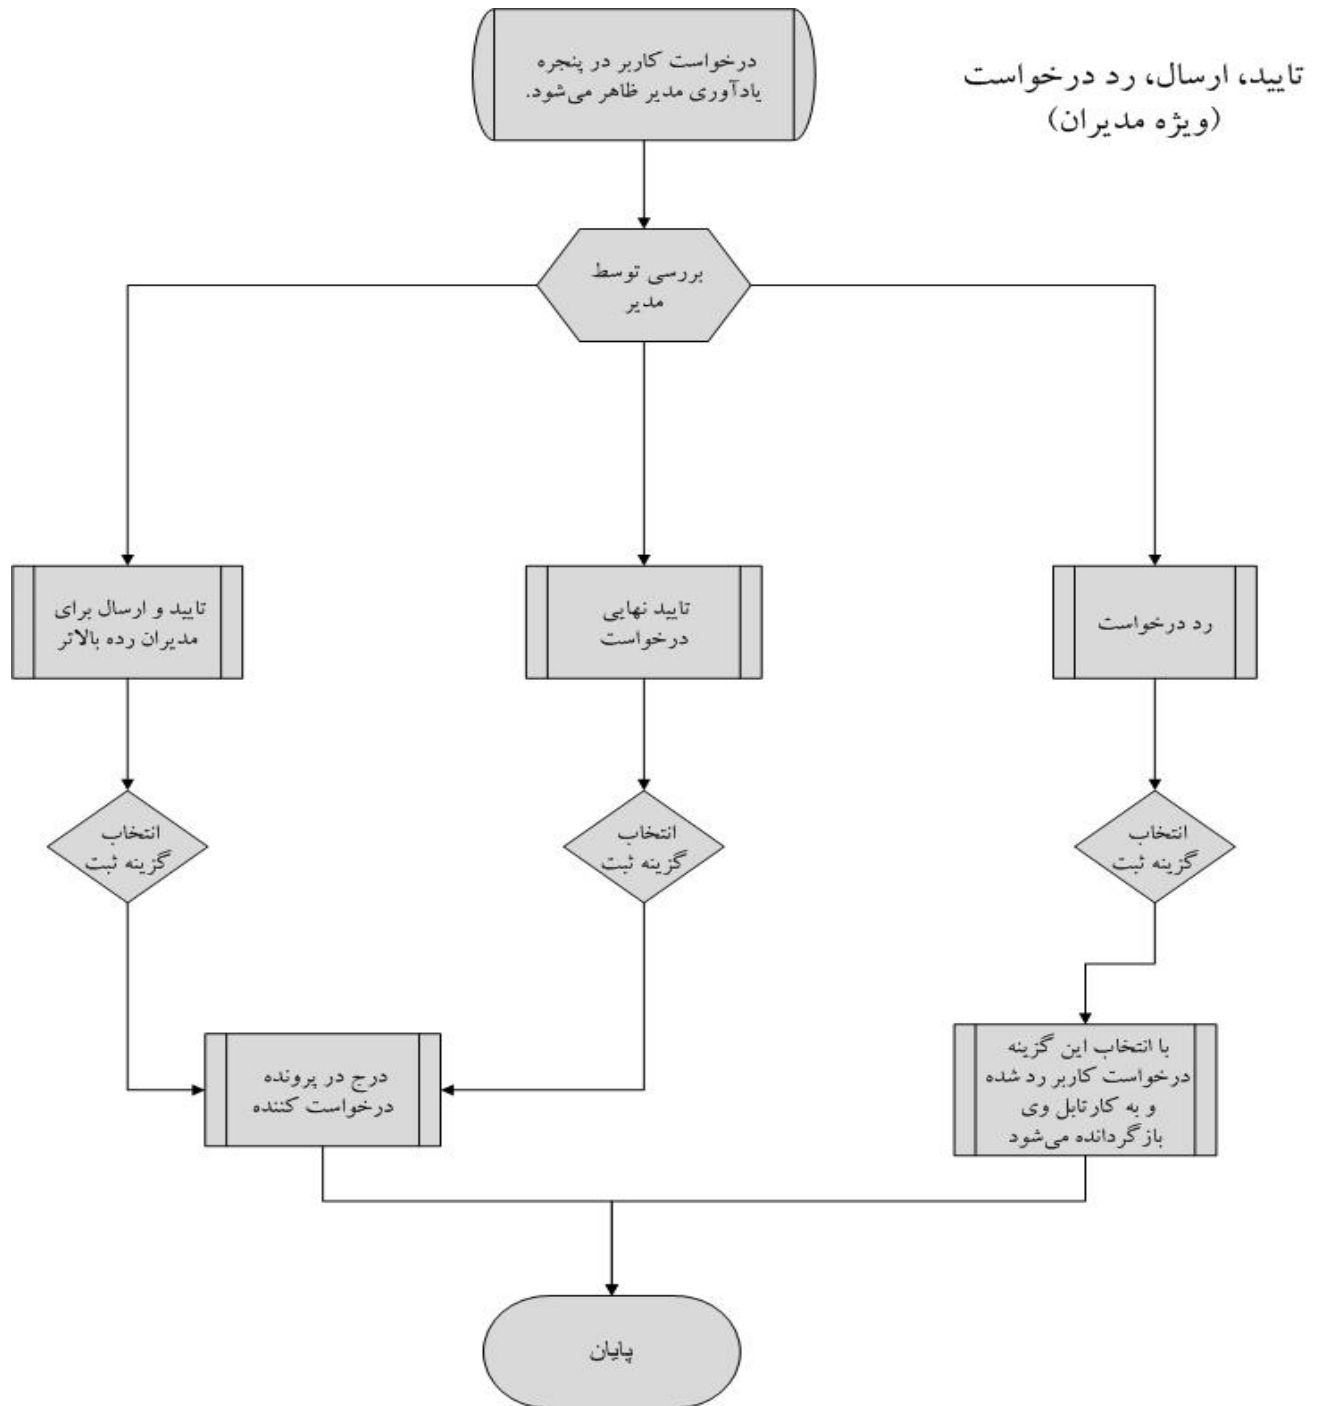 تایید، ارسال، رد درخواست
(ویژه مدیران)
درخواست کاربر در پنجره
یادآوری مدیر ظاهر می‌شود.
بررسی توسط
مدیر
رد درخواست
تایید نهایی
درخواست
تایید و ارسال برای
مدیران رده بالاتر
انتخاب
گزینه ثبت
انتخاب
گزینه ثبت
انتخاب
گزینه ثبت
با انتخاب این گزینه
درخواست کاربر رد شده
و به کارتابل وی
بازگردانده می‌شود
درج در پرونده
درخواست کننده
پایان